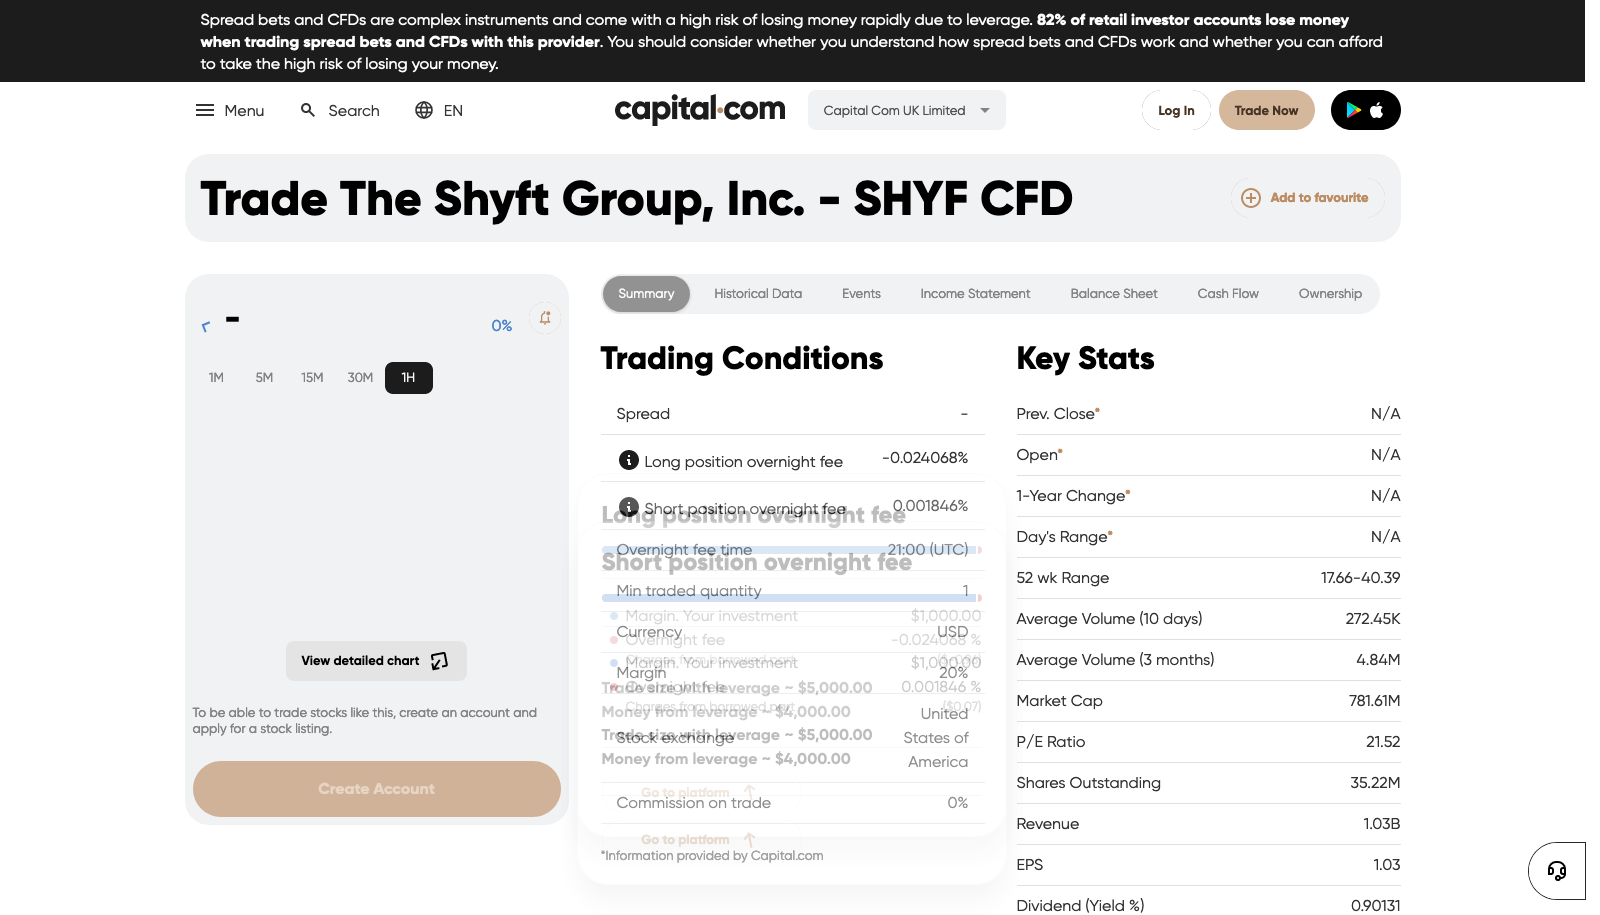 Spread bets and CFDs are complex instruments and come with a high risk of losing money rapidly due to leverage. 82% of retail investor accounts lose money
when trading spread bets and CFDs with this provider. You should consider whether you understand how spread bets and CFDs work and whether you can afford
to take the high risk of losing your money.
Menu
Search
EN
capital.com
Capital Com UK Limited
Log In
Trade Now
Trade The Shyft Group, Inc. - SHYF CFD
Add to favourite
-
0%
1M 5M 15M 30M 1H
View detailed chart
To be able to trade stocks like this, create an account and
apply for a stock listing.
Create Account
Summary Historical Data Events Income Statement Balance Sheet Cash Flow Ownership
Trading Conditions
Spread -
Long position overnight fee -0.024068%
Short position overnight fee 0.001846%
Long position overnight fee
Overnight fee time 21:00 (UTC)
Short position overnight fee
Min traded quantity 1
Margin. Your investment $1,000.00
Currency USD
Overnight fee -0.024068 %
Charges from borrowed part
Margin. Your investment $1,000.00
Margin 20%
Overnight fee 0.001846 %
Trade size with leverage ~ $5,000.00
Charges from borrowed part ($0.07)
Money from leverage ~ $4,000.00
Stock exchange United
States of
America
Trade size with leverage ~ $5,000.00
Money from leverage ~ $4,000.00
Go to platform
Commission on trade 0%
Go to platform
*Information provided by Capital.com
Key Stats
Prev. Close* N/A
Open* N/A
1-Year Change* N/A
Day's Range* N/A
52 wk Range 17.66-40.39
Average Volume (10 days) 272.45K
Average Volume (3 months) 4.84M
Market Cap 781.61M
P/E Ratio 21.52
Shares Outstanding 35.22M
Revenue 1.03B
EPS 1.03
Dividend (Yield %) 0.90131